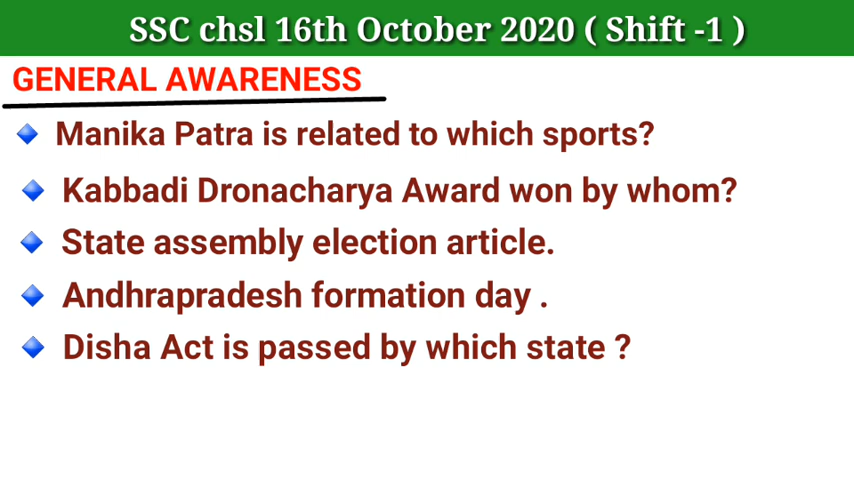 SSC chsl 16th October 2020 ( Shift -1 )
GENERAL AWARENESS
Manika Patra is related to which sports?
Kabbadi Dronacharya Award won by whom?
State assembly election article.
Andhrapradesh formation day .
Disha Act is passed by which state ?